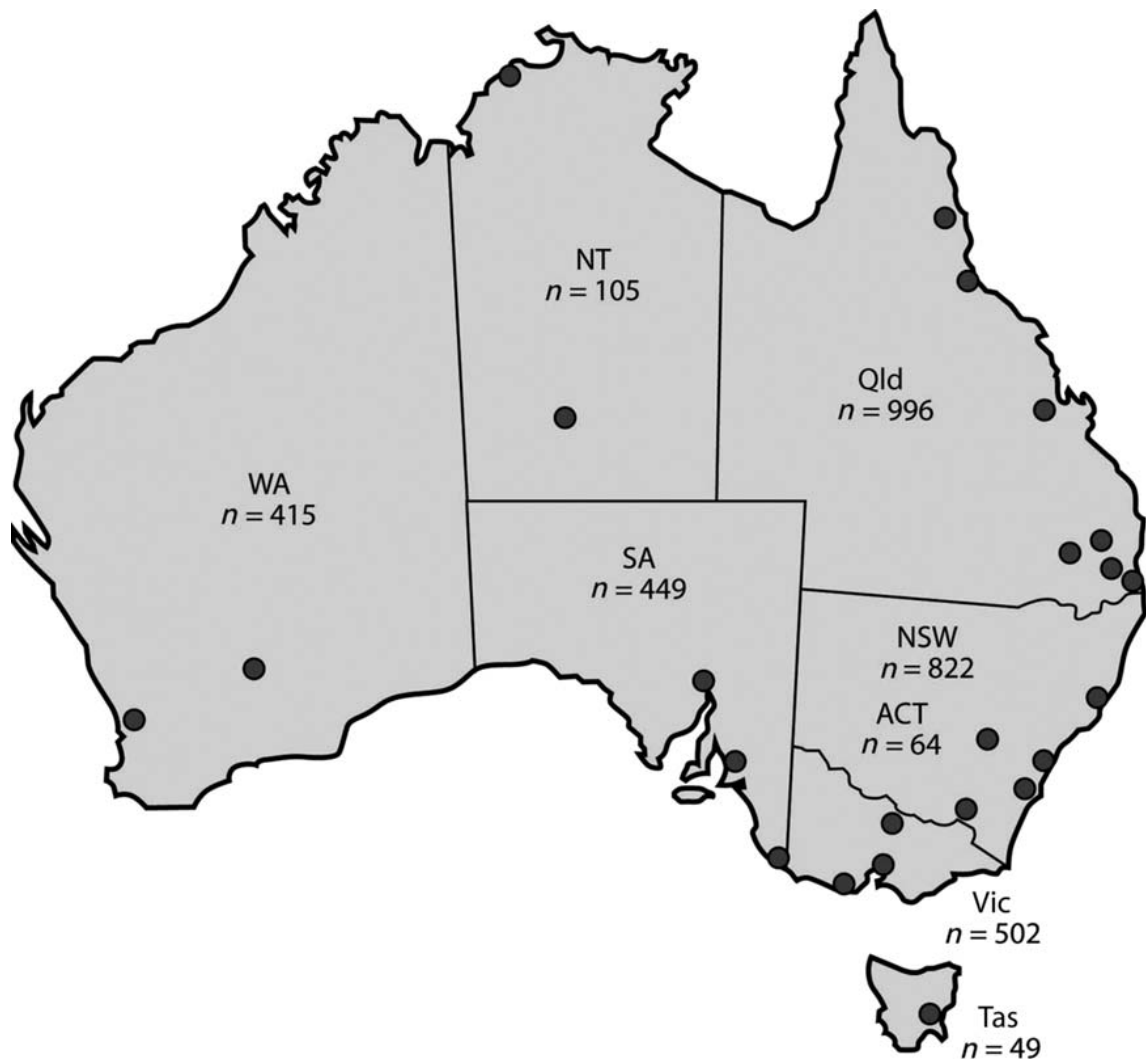 NT
n = 105
Qld
n = 996
WA
n = 415
SA
n = 449
NSW
n = 822
ACT
n = 64
Vic
n = 502
Tas
n = 49